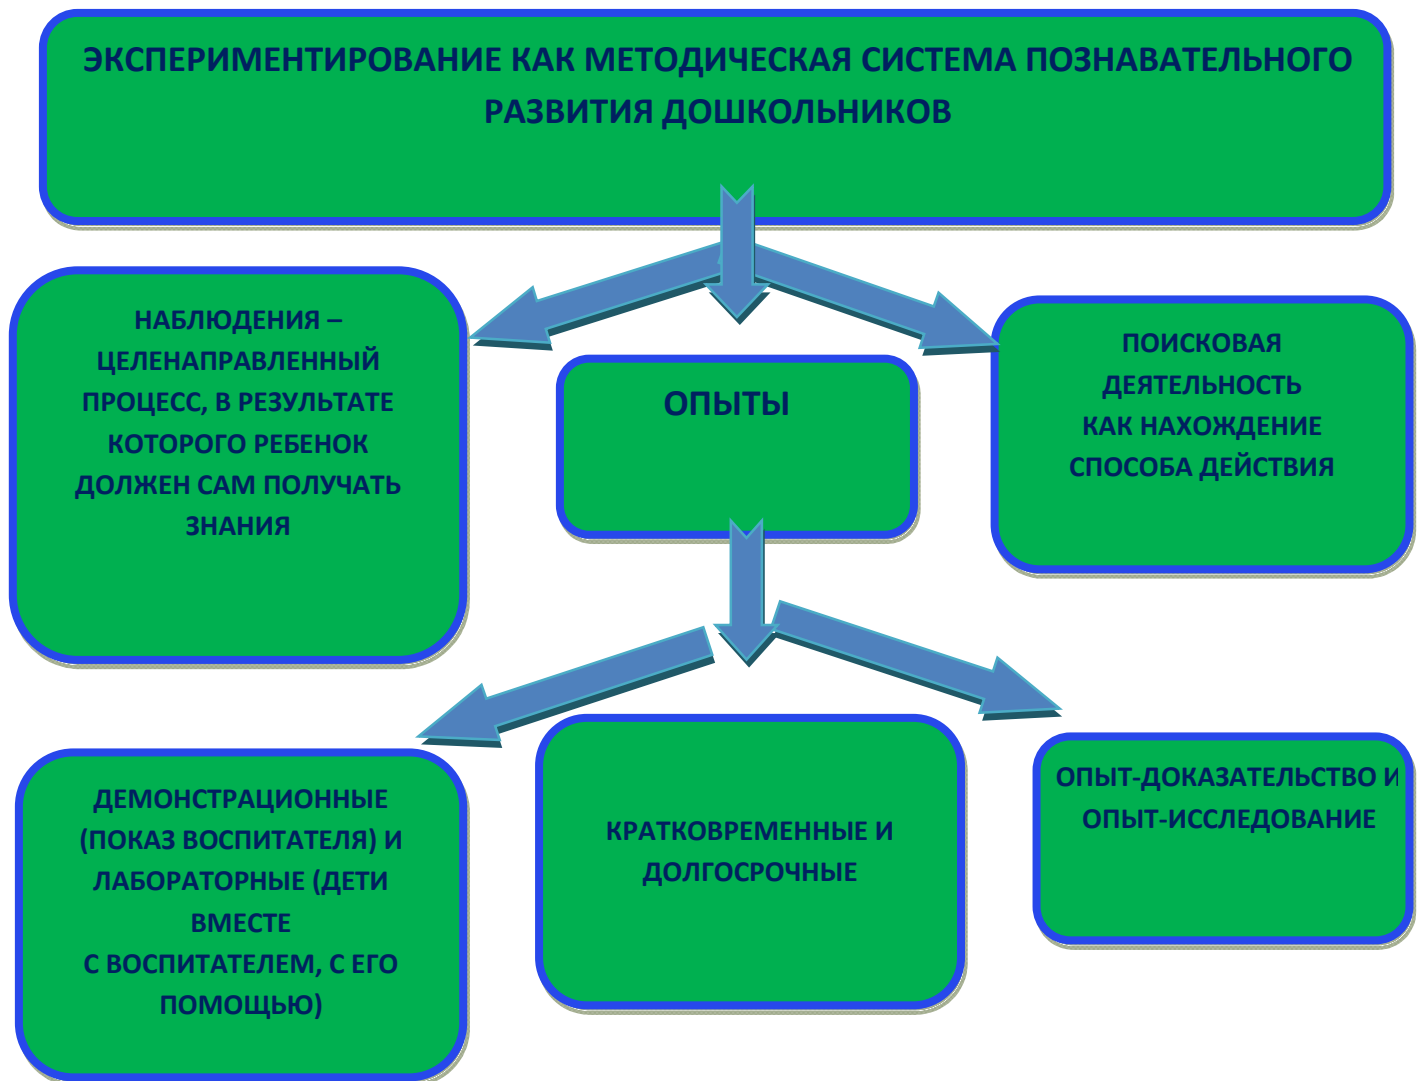 ЭКСПЕРИМЕНТИРОВАНИЕ КАК МЕТОДИЧЕСКАЯ СИСТЕМА ПОЗНАВАТЕЛЬНОГО
РАЗВИТИЯ ДОШКОЛЬНИКОВ
НАБЛЮДЕНИЯ –
ЦЕЛЕНАПРАВЛЕННЫЙ
ПРОЦЕСС, В РЕЗУЛЬТАТЕ
КОТОРОГО РЕБЕНОК
ДОЛЖЕН САМ ПОЛУЧАТЬ
ЗНАНИЯ
ОПЫТЫ
ПОИСКОВАЯ
ДЕЯТЕЛЬНОСТЬ
КАК НАХОЖДЕНИЕ
СПОСОБА ДЕЙСТВИЯ
ДЕМОНСТРАЦИОННЫЕ
(ПОКАЗ ВОСПИТАТЕЛЯ) И
ЛАБОРАТОРНЫЕ (ДЕТИ
ВМЕСТЕ
С ВОСПИТАТЕЛЕМ, С ЕГО
ПОМОЩЬЮ)
КРАТКОВРЕМЕННЫЕ И
ДОЛГОСРОЧНЫЕ
ОПЫТ-ДОКАЗАТЕЛЬСТВО И
ОПЫТ-ИССЛЕДОВАНИЕ